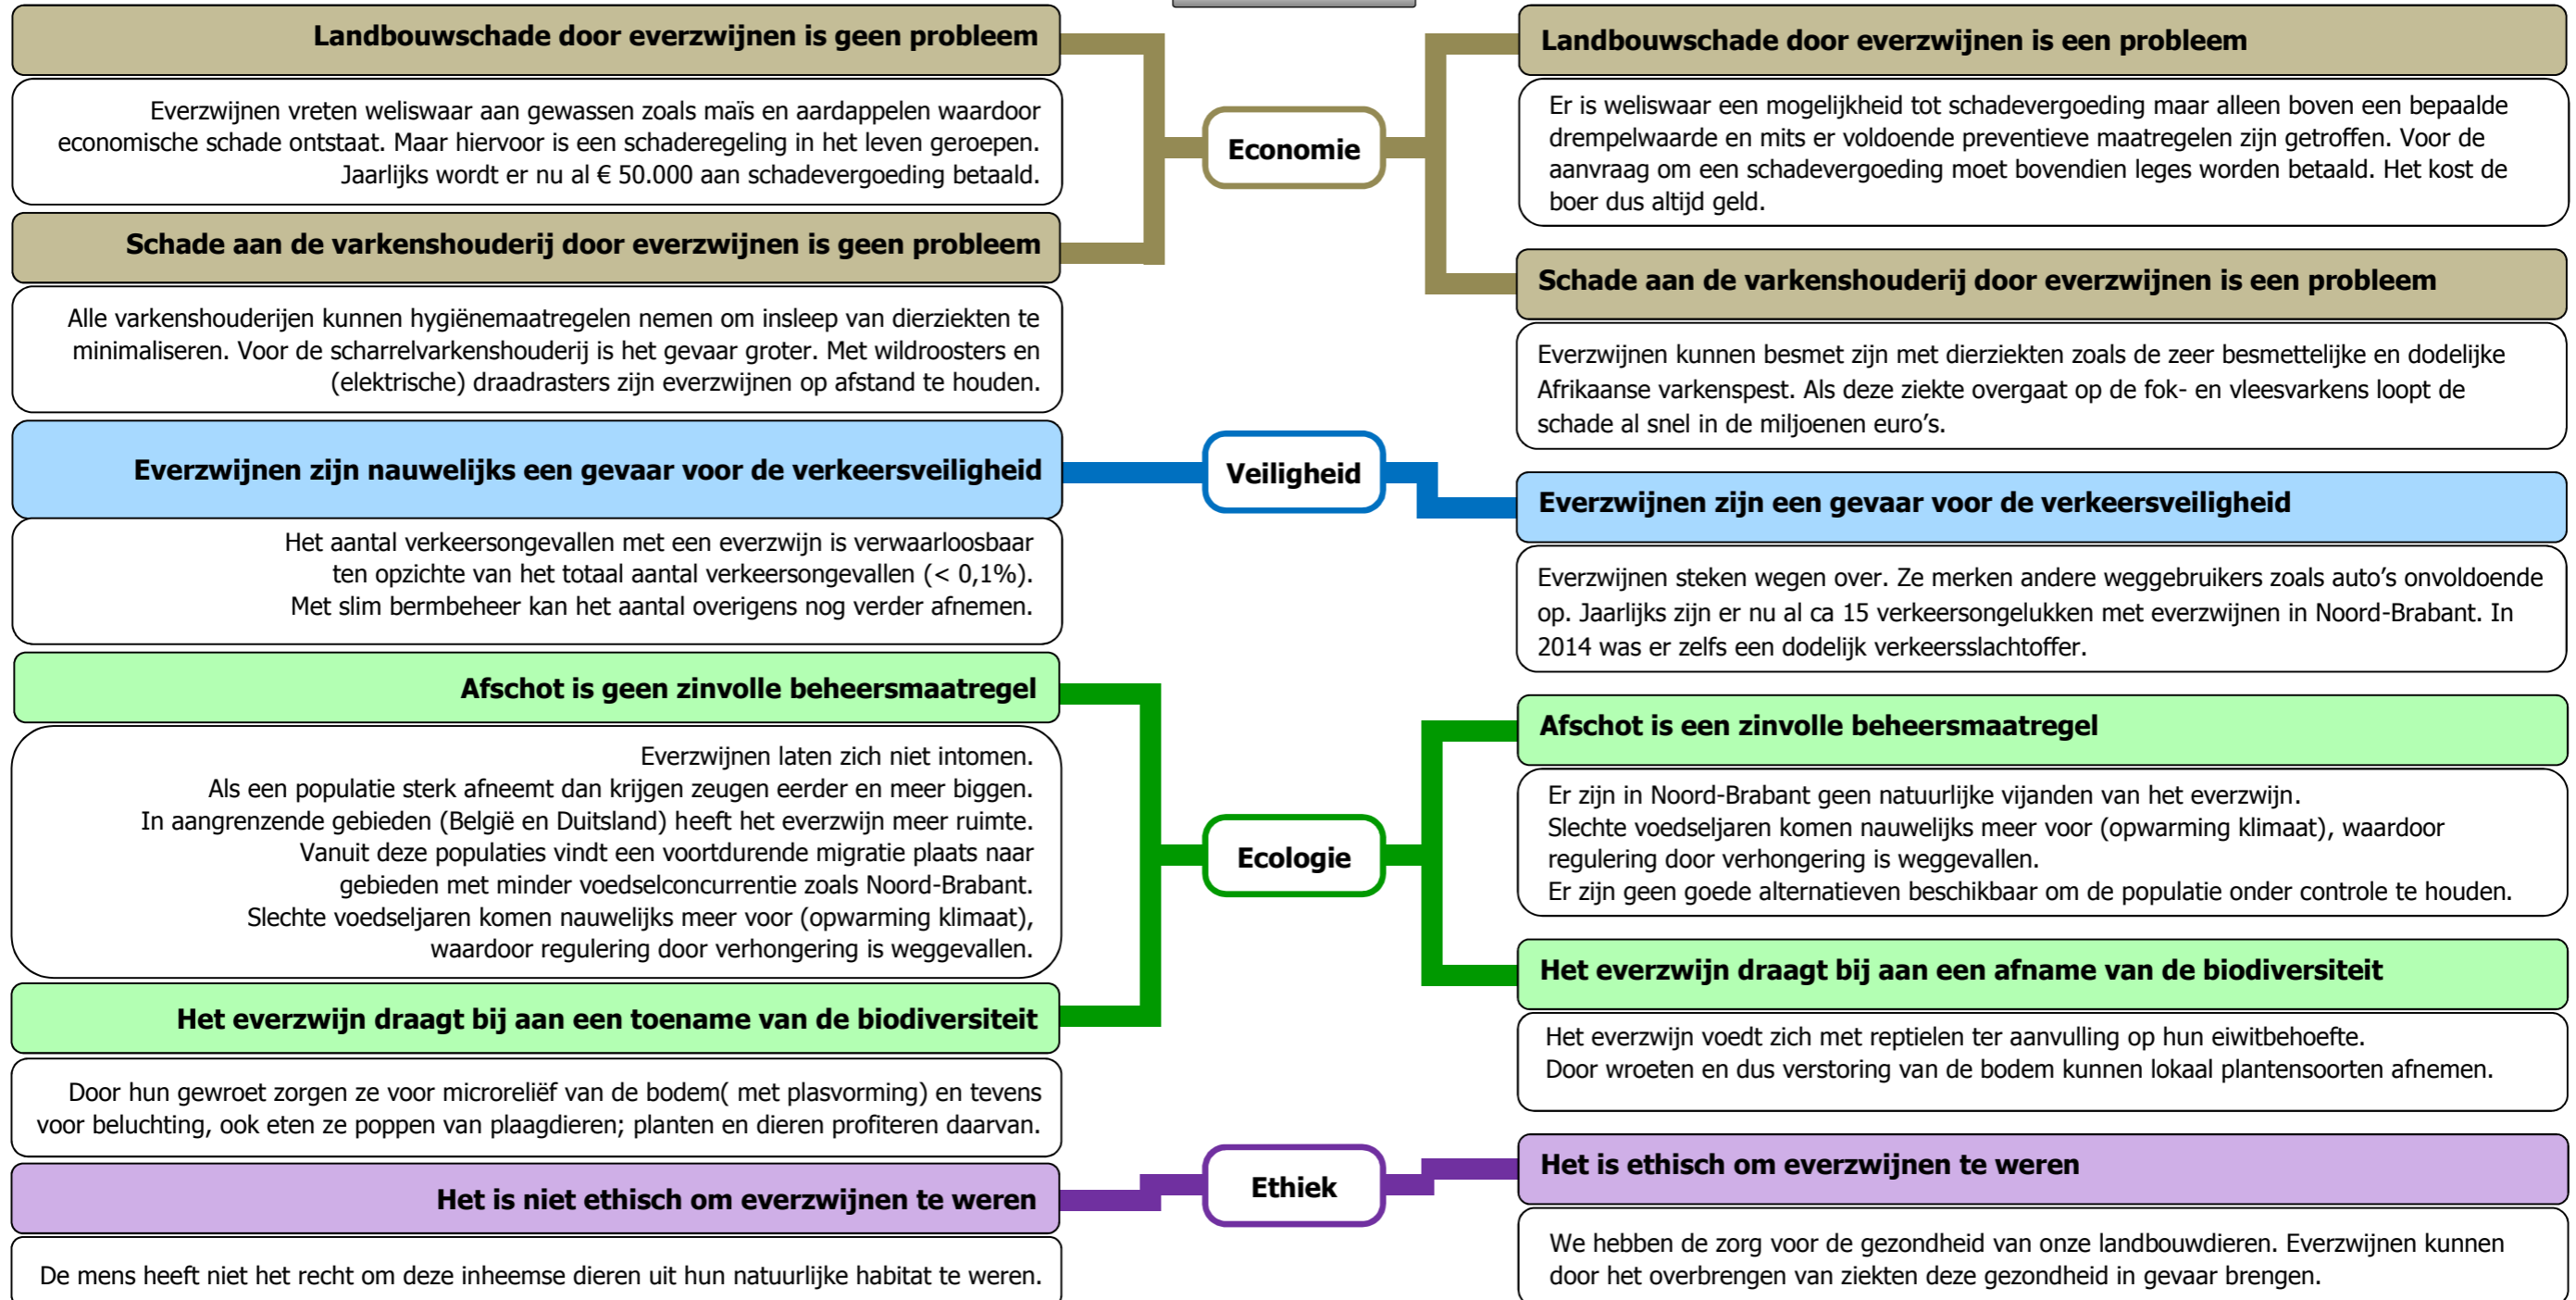 Landbouwschade door everzwijnen is geen probleem
Everzwijnen vreten weliswaar aan gewassen zoals maïs en aardappelen waardoor
economische schade ontstaat. Maar hiervoor is een schaderegeling in het leven geroepen.
Jaarlijks wordt er nu al € 50.000 aan schadevergoeding betaald.
Schade aan de varkenshouderij door everzwijnen is geen probleem
Alle varkenshouderijen kunnen hygiënemaatregelen nemen om insleep van dierziekten te
minimaliseren. Voor de scharrelvarkenshouderij is het gevaar groter. Met wildroosters en
(elektrische) draadrasters zijn everzwijnen op afstand te houden.
Everzwijnen zijn nauwelijks een gevaar voor de verkeersveiligheid
Het aantal verkeersongevallen met een everzwijn is verwaarloosbaar
ten opzichte van het totaal aantal verkeersongevallen (< 0,1%).
Met slim bermbeheer kan het aantal overigens nog verder afnemen.
Afschot is geen zinvolle beheersmaatregel
Everzwijnen laten zich niet intomen.
Als een populatie sterk afneemt dan krijgen zeugen eerder en meer biggen.
In aangrenzende gebieden (België en Duitsland) heeft het everzwijn meer ruimte.
Vanuit deze populaties vindt een voortdurende migratie plaats naar
gebieden met minder voedselconcurrentie zoals Noord-Brabant.
Slechte voedseljaren komen nauwelijks meer voor (opwarming klimaat),
waardoor regulering door verhongering is weggevallen.
Het everzwijn draagt bij aan een toename van de biodiversiteit
Door hun gewroet zorgen ze voor microreliëf van de bodem( met plasvorming) en tevens
voor beluchting, ook eten ze poppen van plaagdieren; planten en dieren profiteren daarvan.
Het is niet ethisch om everzwijnen te weren
De mens heeft niet het recht om deze inheemse dieren uit hun natuurlijke habitat te weren.
Economie
Veiligheid
Ecologie
Ethiek
Landbouwschade door everzwijnen is een probleem
Er is weliswaar een mogelijkheid tot schadevergoeding maar alleen boven een bepaalde
drempelwaarde en mits er voldoende preventieve maatregelen zijn getroffen. Voor de
aanvraag om een schadevergoeding moet bovendien leges worden betaald. Het kost de
boer dus altijd geld.
Schade aan de varkenshouderij door everzwijnen is een probleem
Everzwijnen kunnen besmet zijn met dierziekten zoals de zeer besmettelijke en dodelijke
Afrikaanse varkenspest. Als deze ziekte overgaat op de fok- en vleesvarkens loopt de
schade al snel in de miljoenen euro’s.
Everzwijnen zijn een gevaar voor de verkeersveiligheid
Everzwijnen steken wegen over. Ze merken andere weggebruikers zoals auto’s onvoldoende
op. Jaarlijks zijn er nu al ca 15 verkeersongelukken met everzwijnen in Noord-Brabant. In
2014 was er zelfs een dodelijk verkeersslachtoffer.
Afschot is een zinvolle beheersmaatregel
Er zijn in Noord-Brabant geen natuurlijke vijanden van het everzwijn.
Slechte voedseljaren komen nauwelijks meer voor (opwarming klimaat), waardoor
regulering door verhongering is weggevallen.
Er zijn geen goede alternatieven beschikbaar om de populatie onder controle te houden.
Het everzwijn draagt bij aan een afname van de biodiversiteit
Het everzwijn voedt zich met reptielen ter aanvulling op hun eiwitbehoefte.
Door wroeten en dus verstoring van de bodem kunnen lokaal plantensoorten afnemen.
Het is ethisch om everzwijnen te weren
We hebben de zorg voor de gezondheid van onze landbouwdieren. Everzwijnen kunnen
door het overbrengen van ziekten deze gezondheid in gevaar brengen.